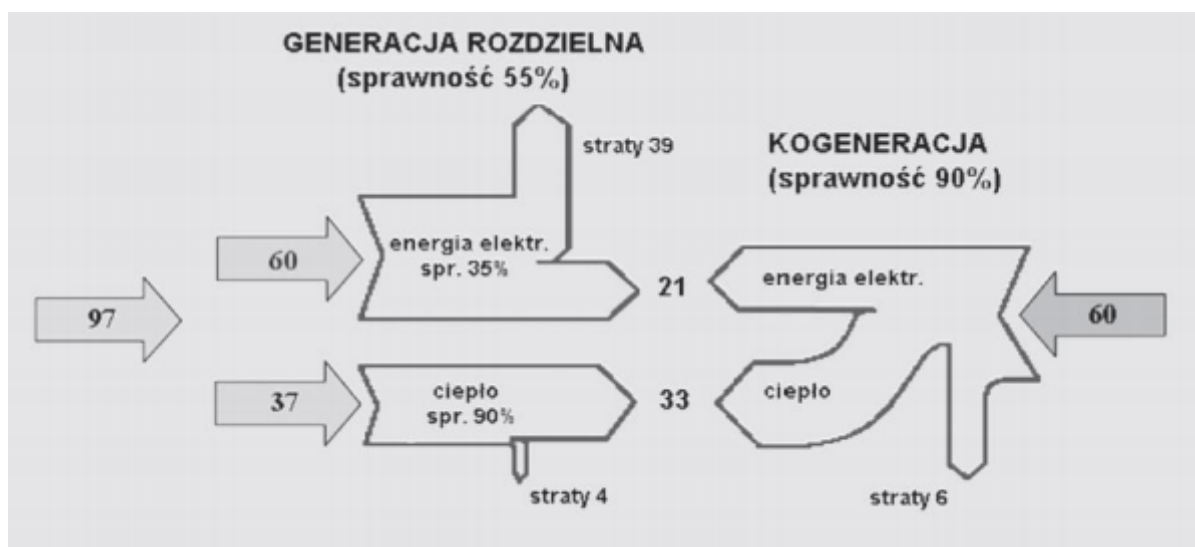 GENERACJA ROZDZIELNA
(sprawność 55%)
straty 39
KOGENERACJA
(sprawność 90%)
60
energia elektr.
spr. 35%
21
energia elektr.
97
60
37
ciepło
spr. 90%
33
ciepło
straty 4
straty 6